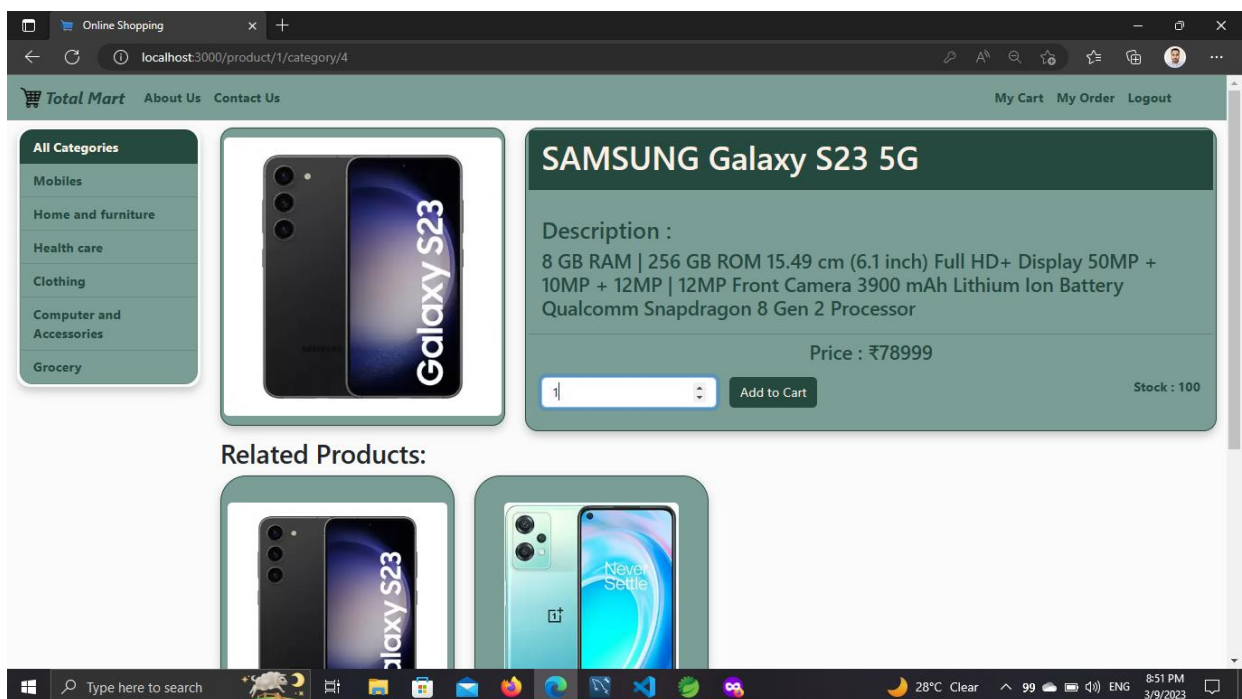 Online Shopping
localhost:3000/product/1/category/4
Total Mart About Us Contact Us
My Cart My Order Logout
All Categories
Mobiles
Home and furniture
Health care
Clothing
Computer and
Accessories
Grocery
Galaxy S23
SAMSUNG Galaxy S23 5G
Description :
8 GB RAM | 256 GB ROM 15.49 cm (6.1 inch) Full HD+ Display 50MP +
10MP + 12MP | 12MP Front Camera 3900 mAh Lithium Ion Battery
Qualcomm Snapdragon 8 Gen 2 Processor
Price : ₹78999
1
Add to Cart
Stock : 100
Related Products:
Galaxy S23
Never
Settle
Type here to search
28°C Clear
99
ENG
8:51 PM
3/9/2023